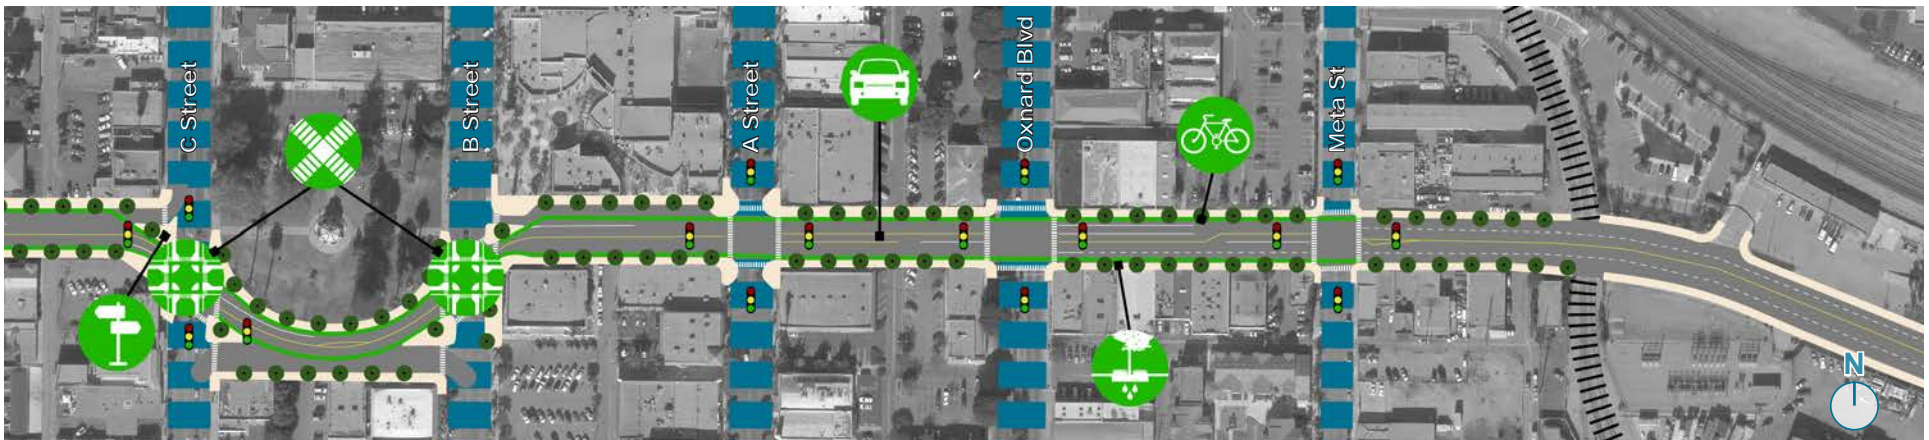 C Street
B Street
A Street
Oxnard Blvd
Meta St
N